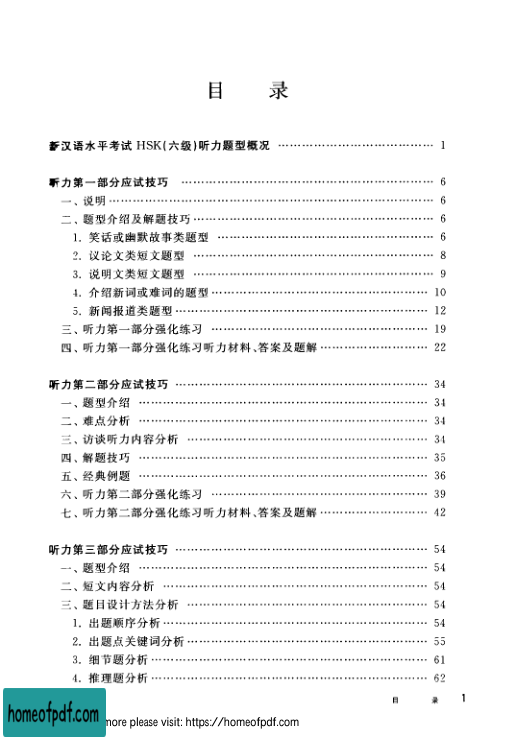 目 录
新汉语水平考试 HSK(六级)听力题型概况 …………………………………… 1
听力第一部分应试技巧 …………………………………… 6
一、说明 …………………………………… 6
二、题型介绍及解题技巧 …………………………………… 6
1. 笑话或幽默故事类题型 …………………………………… 6
2. 议论文类短文题型 …………………………………… 8
3. 说明文类短文题型 …………………………………… 9
4. 介绍新词或难词的题型 …………………………………… 10
5. 新闻报道类题型 …………………………………… 12
三、听力第一部分强化练习 …………………………………… 19
四、听力第一部分强化练习听力材料、答案及题解 …………………………………… 22
听力第二部分应试技巧 …………………………………… 34
一、题型介绍 …………………………………… 34
二、难点分析 …………………………………… 34
三、访谈听力内容分析 …………………………………… 34
四、解题技巧 …………………………………… 35
五、经典例题 …………………………………… 36
六、听力第二部分强化练习 …………………………………… 39
七、听力第二部分强化练习听力材料、答案及题解 …………………………………… 42
听力第三部分应试技巧 …………………………………… 54
一、题型介绍 …………………………………… 54
二、短文内容分析 …………………………………… 54
三、题目设计方法分析 …………………………………… 54
1. 出题顺序分析 …………………………………… 54
2. 出题点关键词分析 …………………………………… 55
3. 细节题分析 …………………………………… 61
4. 推理题分析 …………………………………… 62
目 录 1
homeofpdf.com
more please visit: https://homeofpdf.com